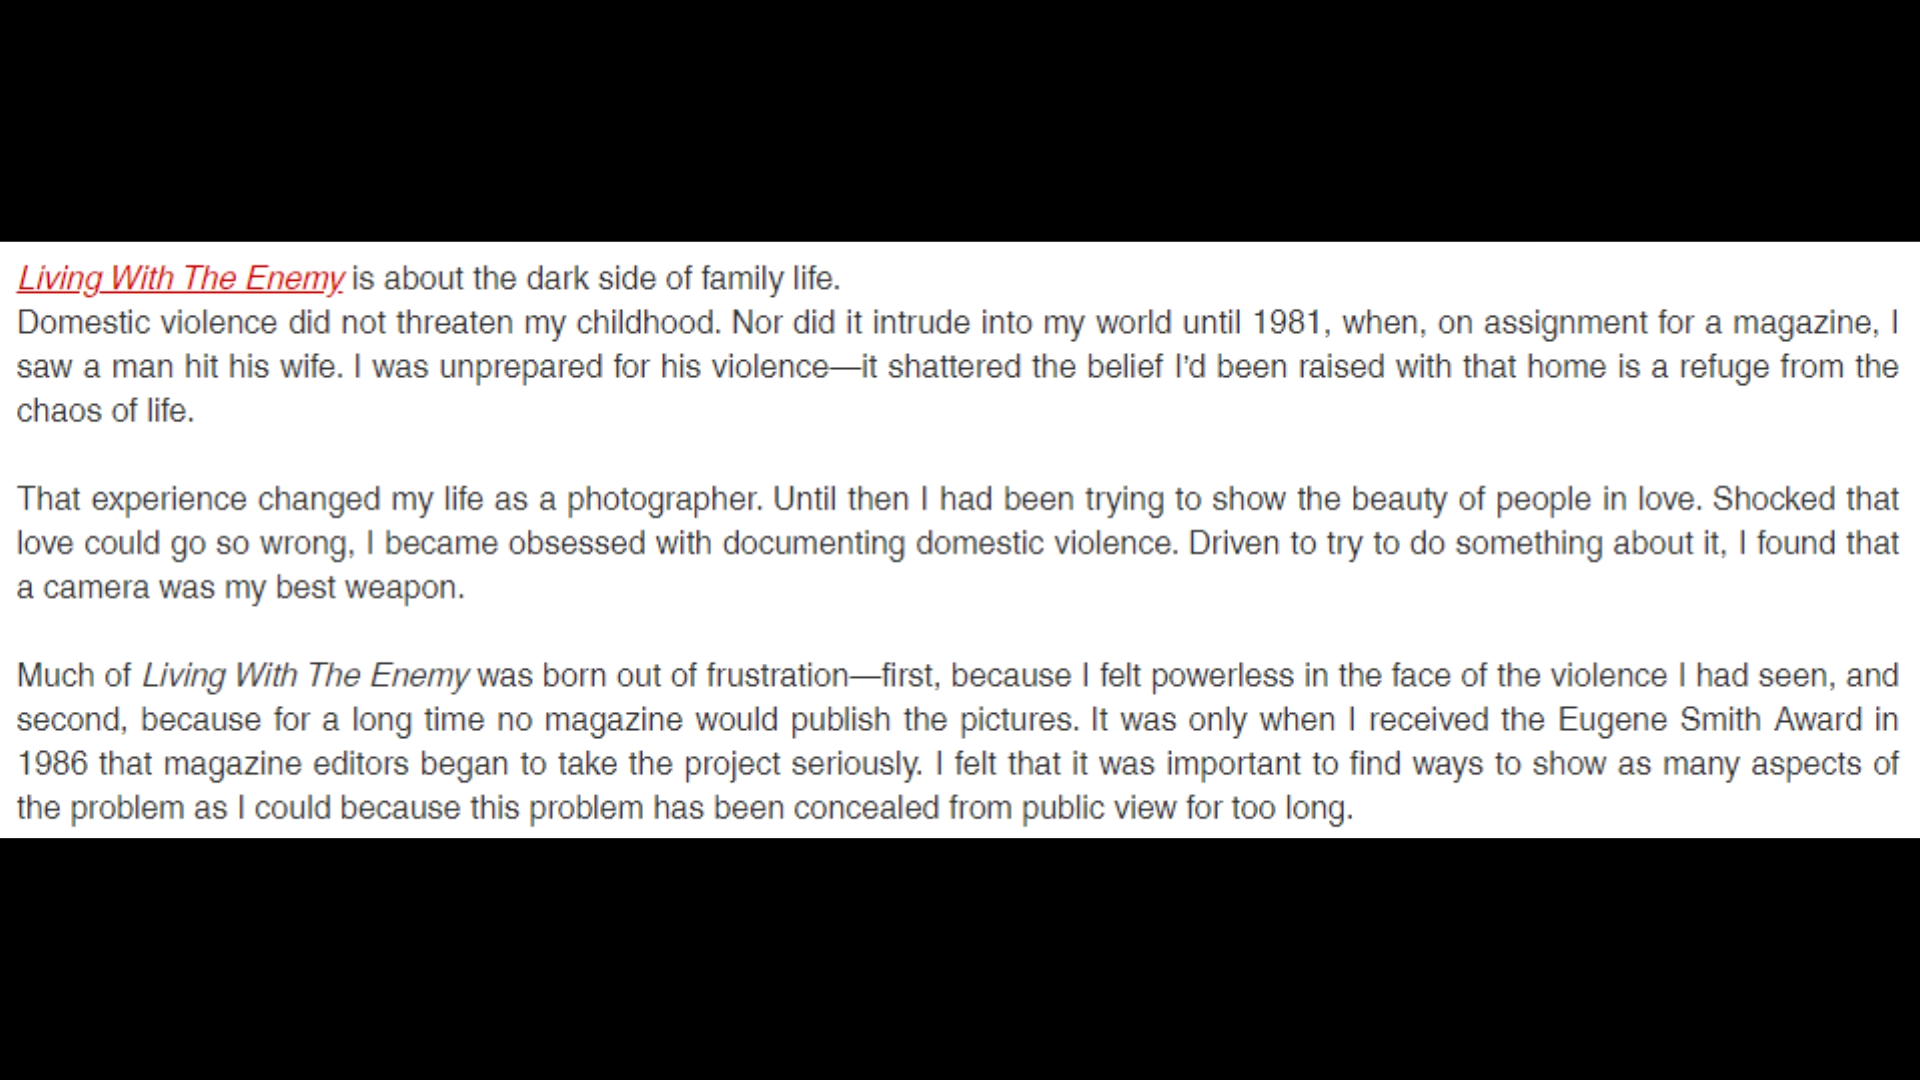 Living With The Enemy is about the dark side of family life.
Domestic violence did not threaten my childhood. Nor did it intrude into my world until 1981, when, on assignment for a magazine, I
saw a man hit his wife. I was unprepared for his violence—it shattered the belief I'd been raised with that home is a refuge from the
chaos of life.
That experience changed my life as a photographer. Until then I had been trying to show the beauty of people in love. Shocked that
love could go so wrong, I became obsessed with documenting domestic violence. Driven to try to do something about it, I found that
a camera was my best weapon.
Much of Living With The Enemy was born out of frustration—first, because I felt powerless in the face of the violence I had seen, and
second, because for a long time no magazine would publish the pictures. It was only when I received the Eugene Smith Award in
1986 that magazine editors began to take the project seriously. I felt that it was important to find ways to show as many aspects of
the problem as I could because this problem has been concealed from public view for too long.